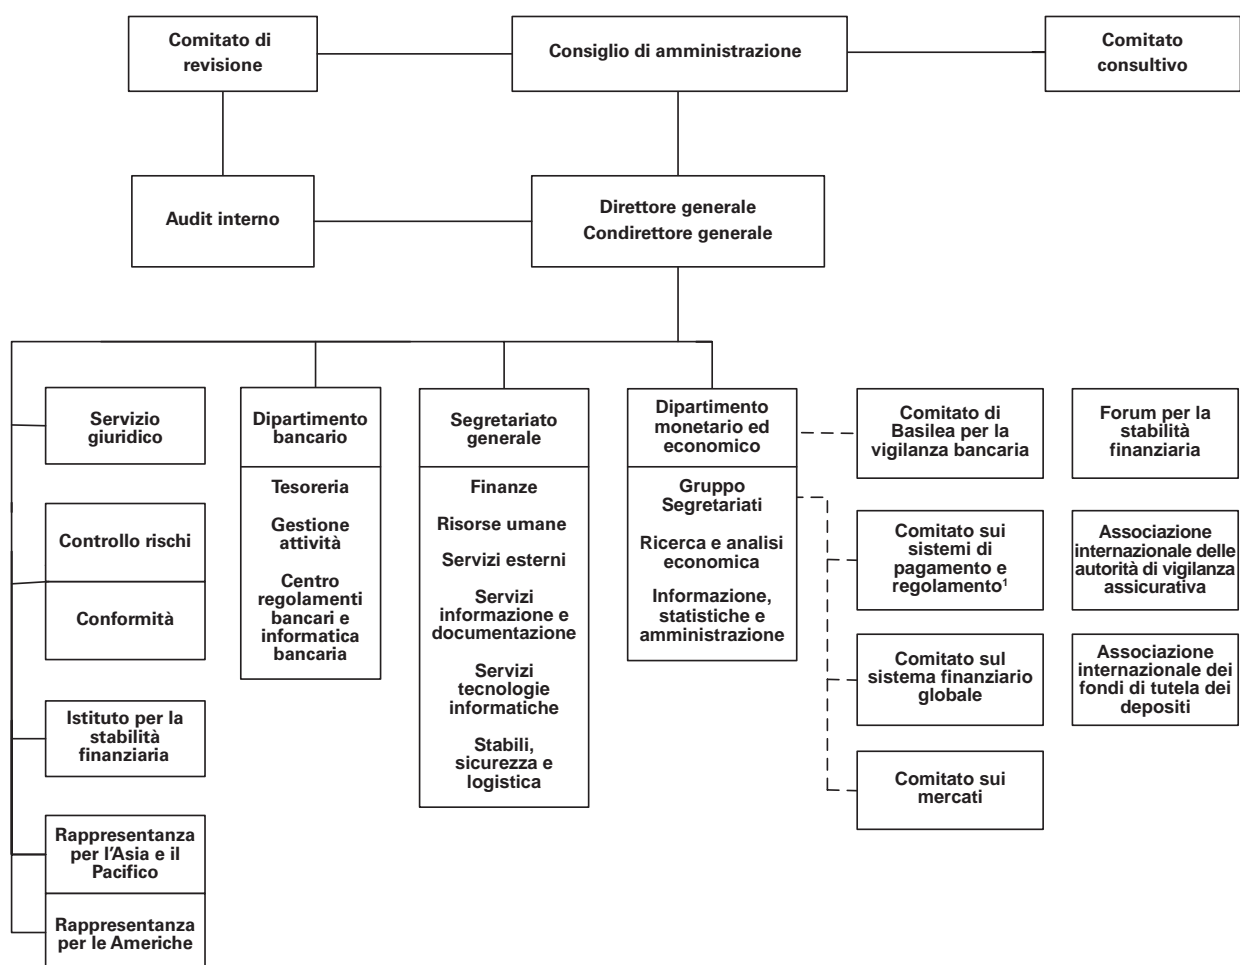 Comitato di
revisione
Consiglio di amministrazione
Comitato
consultivo
Audit interno
Direttore generale
Condirettore generale
Servizio
giuridico
Controllo rischi
Conformità
Istituto per la
stabilità
finanziaria
Rappresentanza
per l'Asia e il
Pacifico
Rappresentanza
per le Americhe
Dipartimento
bancario
Tesoreria
Gestione
attività
Centro
regolamenti
bancari e
informatica
bancaria
Segretariato
generale
Finanze
Risorse umane
Servizi esterni
Servizi
informazione e
documentazione
Servizi
tecnologie
informatiche
Stabili,
sicurezza e
logistica
Dipartimento
monetario ed
economico
Gruppo
Segretariati
Ricerca e analisi
economica
Informazione,
statistiche e
amministrazione
Comitato di
Basilea per la
vigilanza bancaria
Comitato sui
sistemi di
pagamento e
regolamento¹
Comitato sul
sistema finanziario
globale
Comitato sui
mercati
Forum per la
stabilità
finanziaria
Associazione
internazionale delle
autorità di vigilanza
assicurativa
Associazione
internazionale dei
fondi di tutela dei
depositi